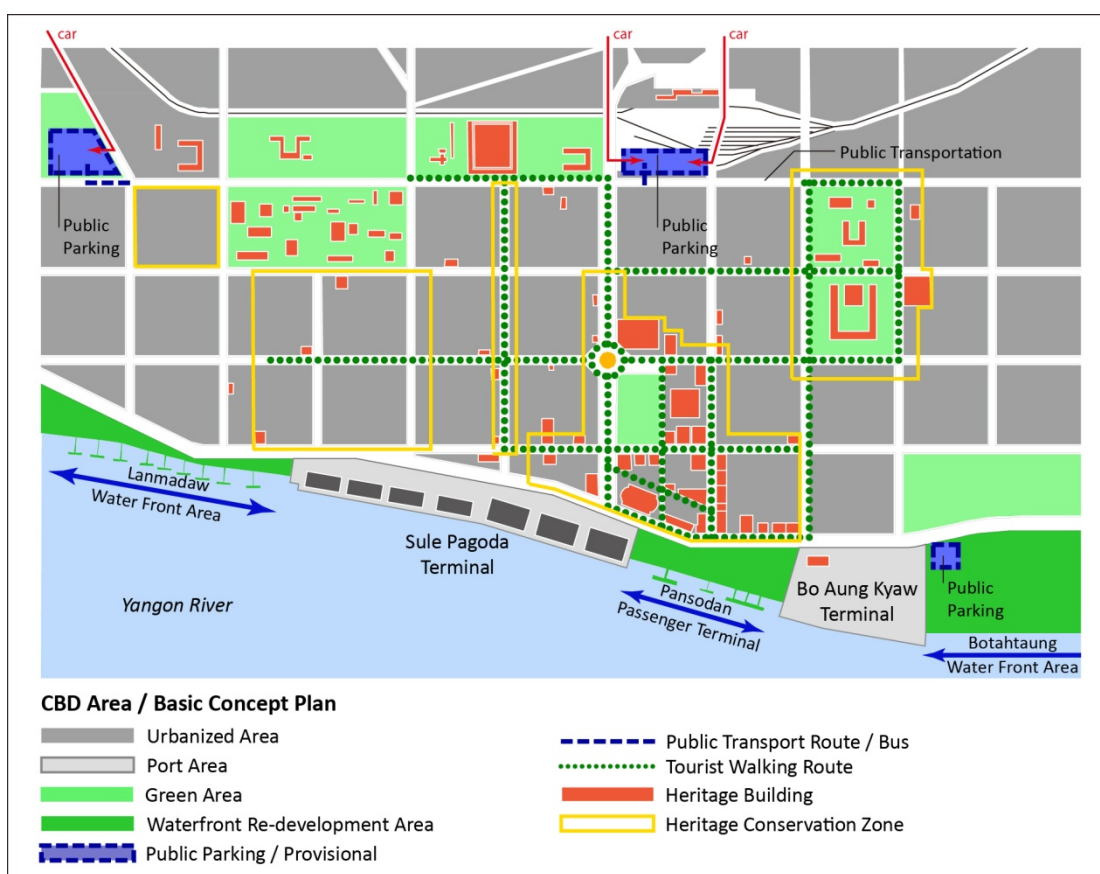 car
car
car
Public Transportation
Public
Parking
Public
Parking
Lanmadaw
Water Front Area
Sule Pagoda
Terminal
Yangon River
Pansodan
Passenger Terminal
Bo Aung Kyaw
Terminal
Public
Parking
Botahtaung
Water Front Area
CBD Area / Basic Concept Plan
Urbanized Area
Port Area
Green Area
Waterfront Re-development Area
Public Parking / Provisional
Public Transport Route / Bus
Tourist Walking Route
Heritage Building
Heritage Conservation Zone